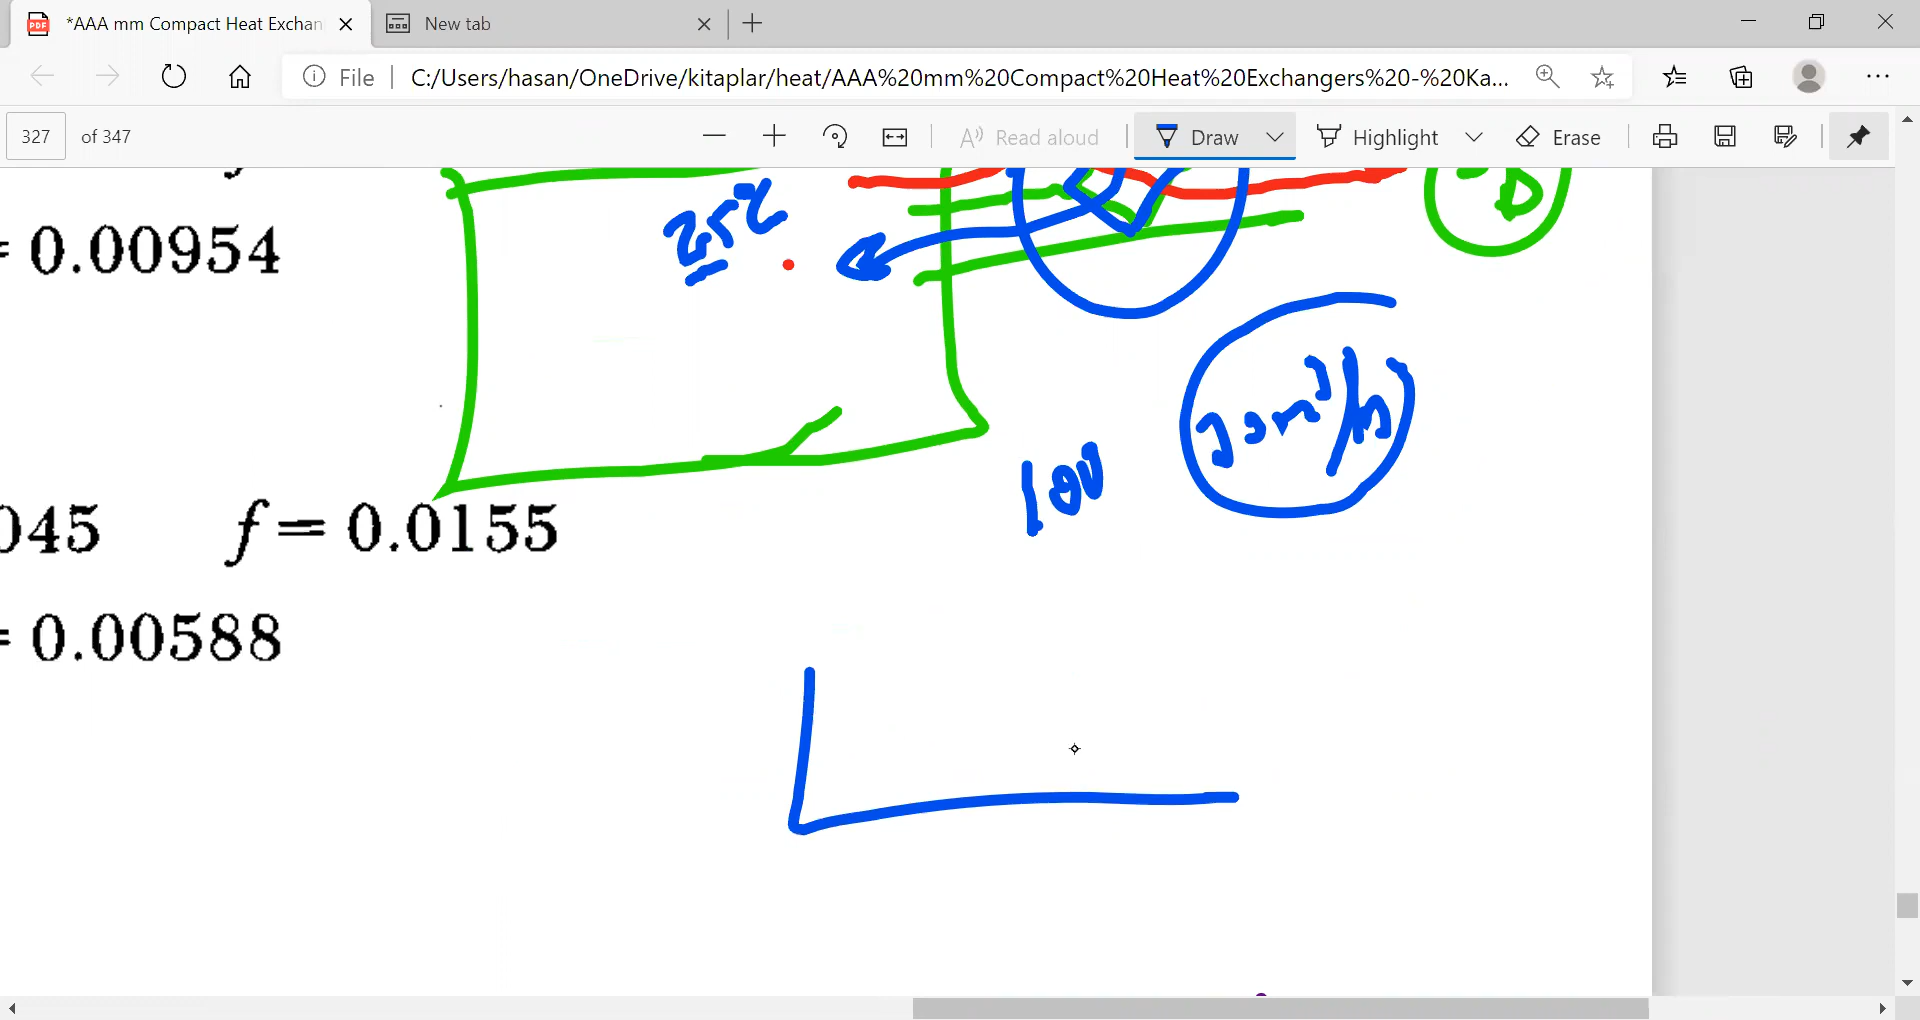 *AAA mm Compact Heat Exchan
New tab
File
C:/Users/hasan/OneDrive/kitaplar/heat/AAA%20mm%20Compact%20Heat%20Exchangers%20-%20Ka...
327 of 347
Read aloud
Draw
Highlight
Erase
= 0.00954
045 f = 0.0155
100
= 0.00588